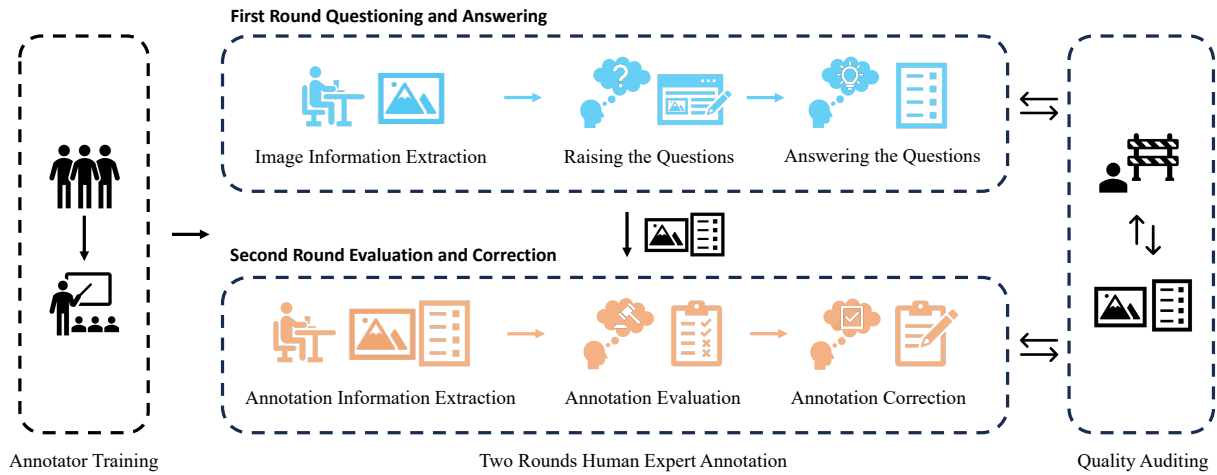 First Round Questioning and Answering
Image Information Extraction
Raising the Questions
Answering the Questions
Second Round Evaluation and Correction
Annotation Information Extraction
Annotation Evaluation
Annotation Correction
Annotator Training
Two Rounds Human Expert Annotation
Quality Auditing